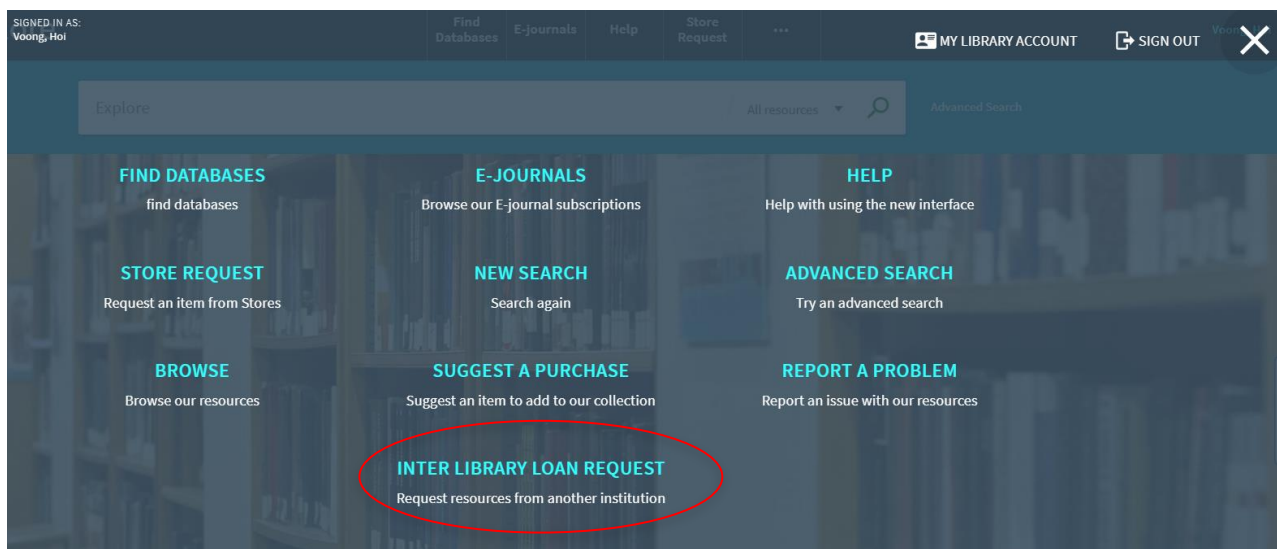 SIGNED IN AS:
Voong, Hoi
Find Databases
E-journals
Help
Store Request
...
MY LIBRARY ACCOUNT
SIGN OUT
Explore
All resources
Advanced Search
FIND DATABASES
find databases
E-JOURNALS
Browse our E-journal subscriptions
HELP
Help with using the new interface
STORE REQUEST
Request an item from Stores
NEW SEARCH
Search again
ADVANCED SEARCH
Try an advanced search
BROWSE
Browse our resources
SUGGEST A PURCHASE
Suggest an item to add to our collection
REPORT A PROBLEM
Report an issue with our resources
INTER LIBRARY LOAN REQUEST
Request resources from another institution